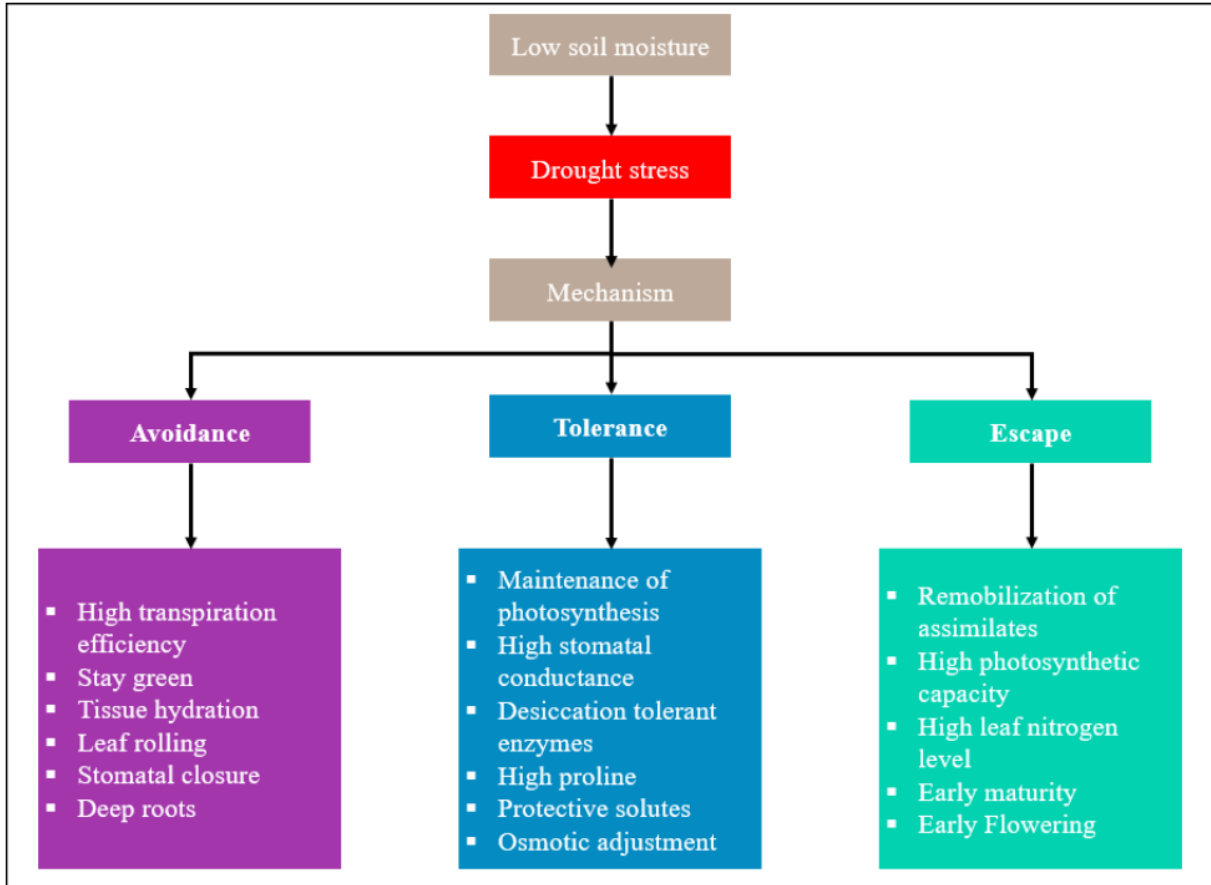 Low soil moisture
Drought stress
Mechanism
Avoidance
Tolerance
Escape
▪ High transpiration
efficiency
▪ Stay green
▪ Tissue hydration
▪ Leaf rolling
▪ Stomatal closure
▪ Deep roots
▪ Maintenance of
photosynthesis
▪ High stomatal
conductance
▪ Desiccation tolerant
enzymes
▪ High proline
▪ Protective solutes
▪ Osmotic adjustment
▪ Remobilization of
assimilates
▪ High photosynthetic
capacity
▪ High leaf nitrogen
level
▪ Early maturity
▪ Early Flowering